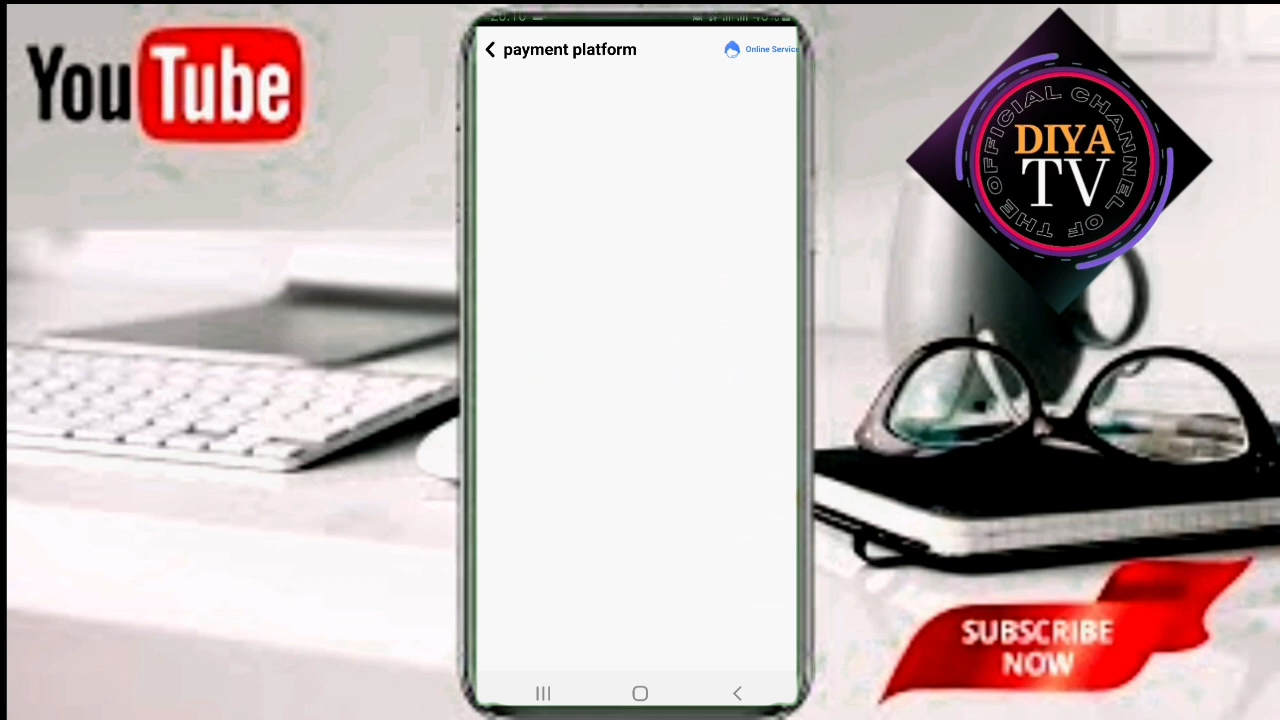 YouTube
payment platform
Online Service
DIYA
TV
THE OFFICIAL CHANNEL OF
SUBSCRIBE
NOW